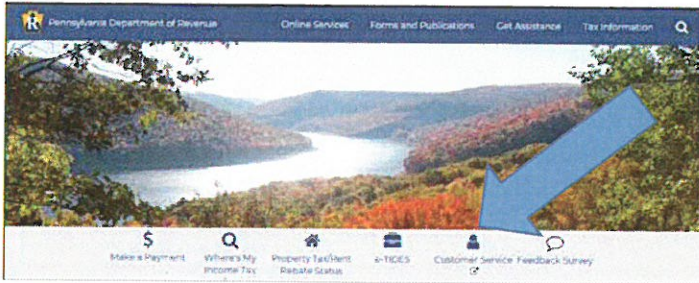 Pennsylvania Department of Revenue Online Services Forms and Publications Get Assistance Tax Information
$
Make a Payment Where's My Property Tax/Rent e-TIDES Customer Service Feedback Survey
Income Tax Rebate Status